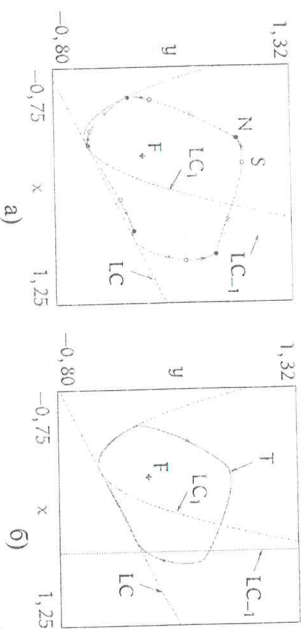 1,32
y
−0,80
−0,75
x
1,25
N
S
F
LC₁
LC₋₁
LC
а)
1,32
y
−0,80
−0,75
x
1,25
T
F
LC₁
LC₋₁
LC
б)